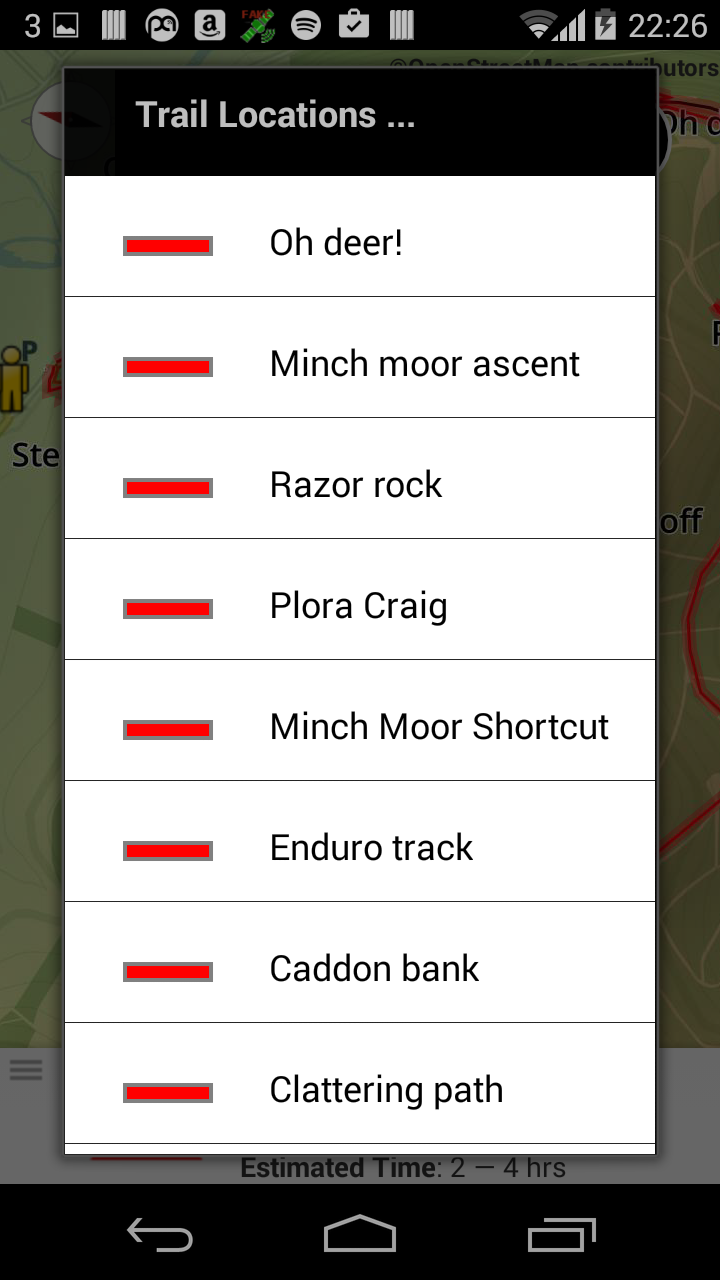 3
FAKE
22:26
©OpenStreetMap contributors
Trail Locations ...
Oh deer!
Minch moor ascent
P
Razor rock
Ste
off
Plora Craig
Minch Moor Shortcut
Enduro track
Caddon bank
Clattering path
Estimated Time: 2 — 4 hrs